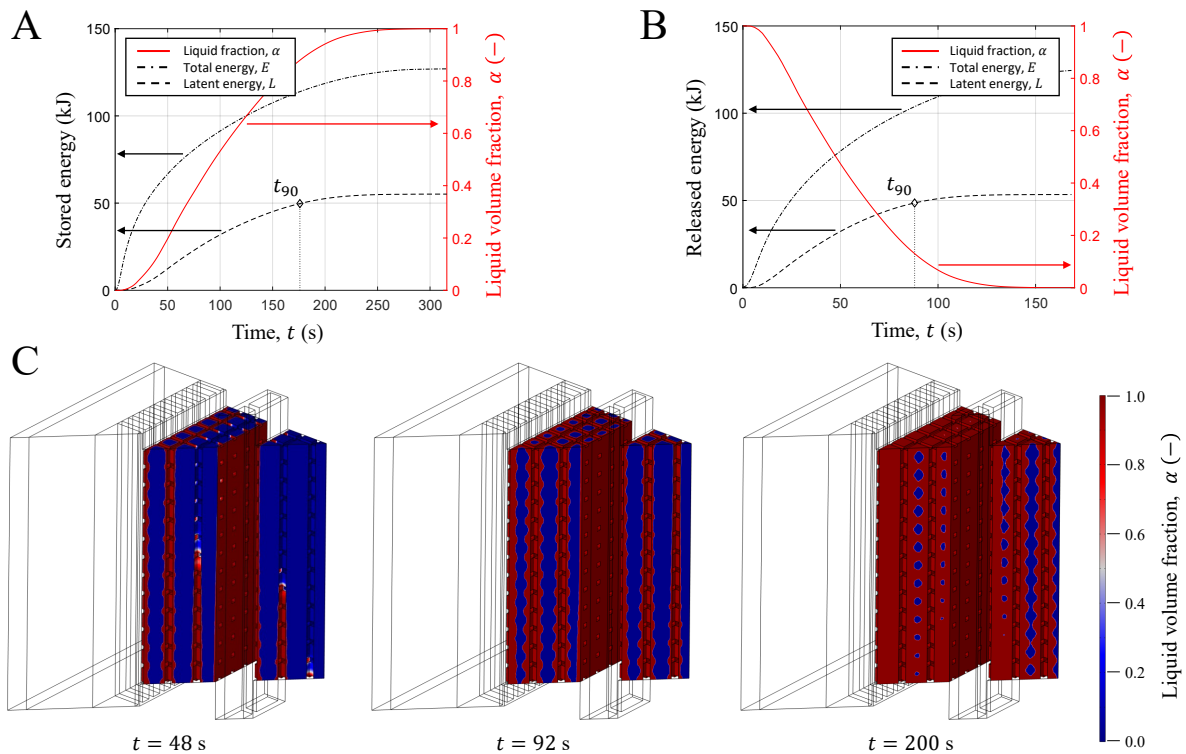 A
Liquid fraction, α
Total energy, E
Latent energy, L
t90
Stored energy (kJ)
0
50
100
150
0
50
100
150
200
250
300
Time, t (s)
0
0.2
0.4
0.6
0.8
1
Liquid volume fraction, α (−)
B
Liquid fraction, α
Total energy, E
Latent energy, L
t90
Released energy (kJ)
0
50
100
150
0
50
100
150
Time, t (s)
0
0.2
0.4
0.6
0.8
1
Liquid volume fraction, α (−)
C
t = 48 s
t = 92 s
t = 200 s
1.0
0.8
0.6
0.4
0.2
0.0
Liquid volume fraction, α (−)